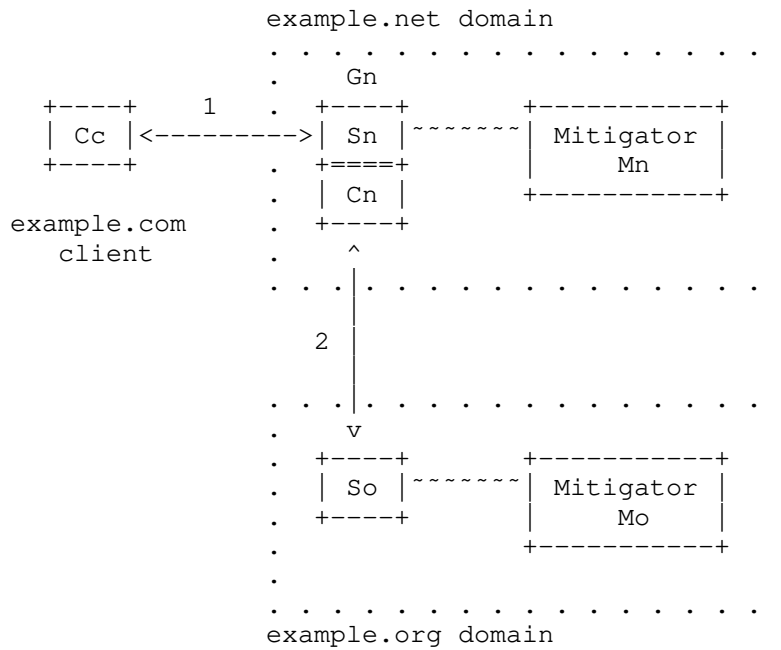 example.net domain
. . . . . . . . . . . . . . . .
. Gn
+----+ 1 . +----+ +-----------+
| Cc |<--------->| Sn |~~~~~~~| Mitigator |
+----+ . +====+ | Mn |
. | Cn | +-----------+
example.com . +----+
client . ^
. . .|. . . . . . . . . . . . .
|
2 |
|
. . .|. . . . . . . . . . . . .
. v
. +----+ +-----------+
. | So |~~~~~~~| Mitigator |
. +----+ | Mo |
. +-----------+
.
. . . . . . . . . . . . . . . .
example.org domain